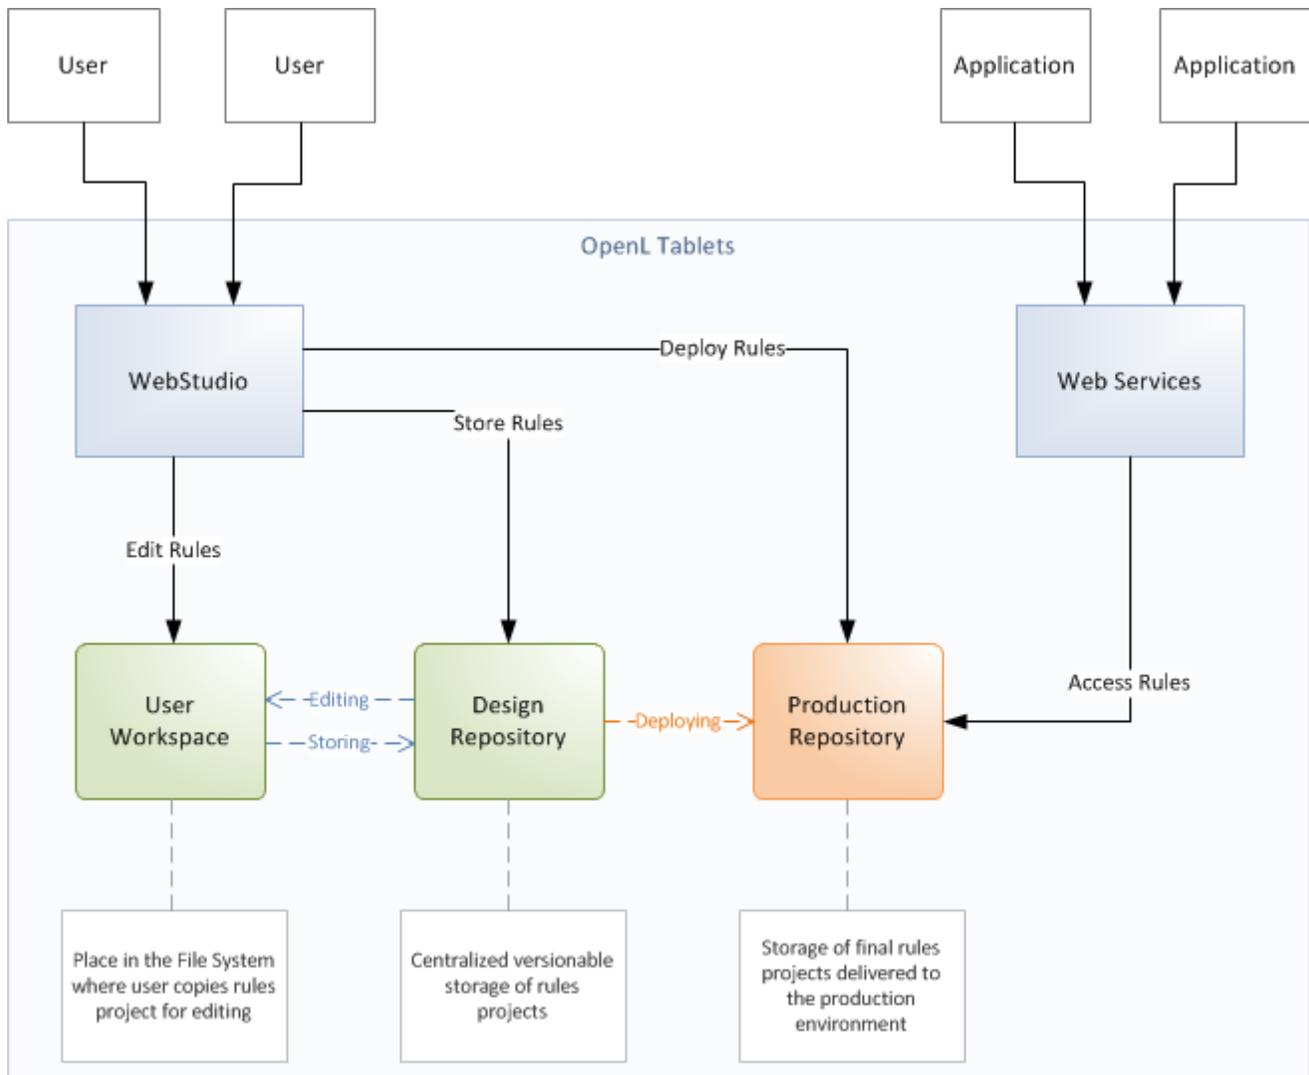 User
User
Application
Application
OpenL Tablets
WebStudio
Web Services
Deploy Rules
Store Rules
Edit Rules
Access Rules
User
Workspace
Editing
Storing
Design
Repository
Deploying
Production
Repository
Place in the File System
where user copies rules
project for editing
Centralized versionable
storage of rules
projects
Storage of final rules
projects delivered to
the production
environment